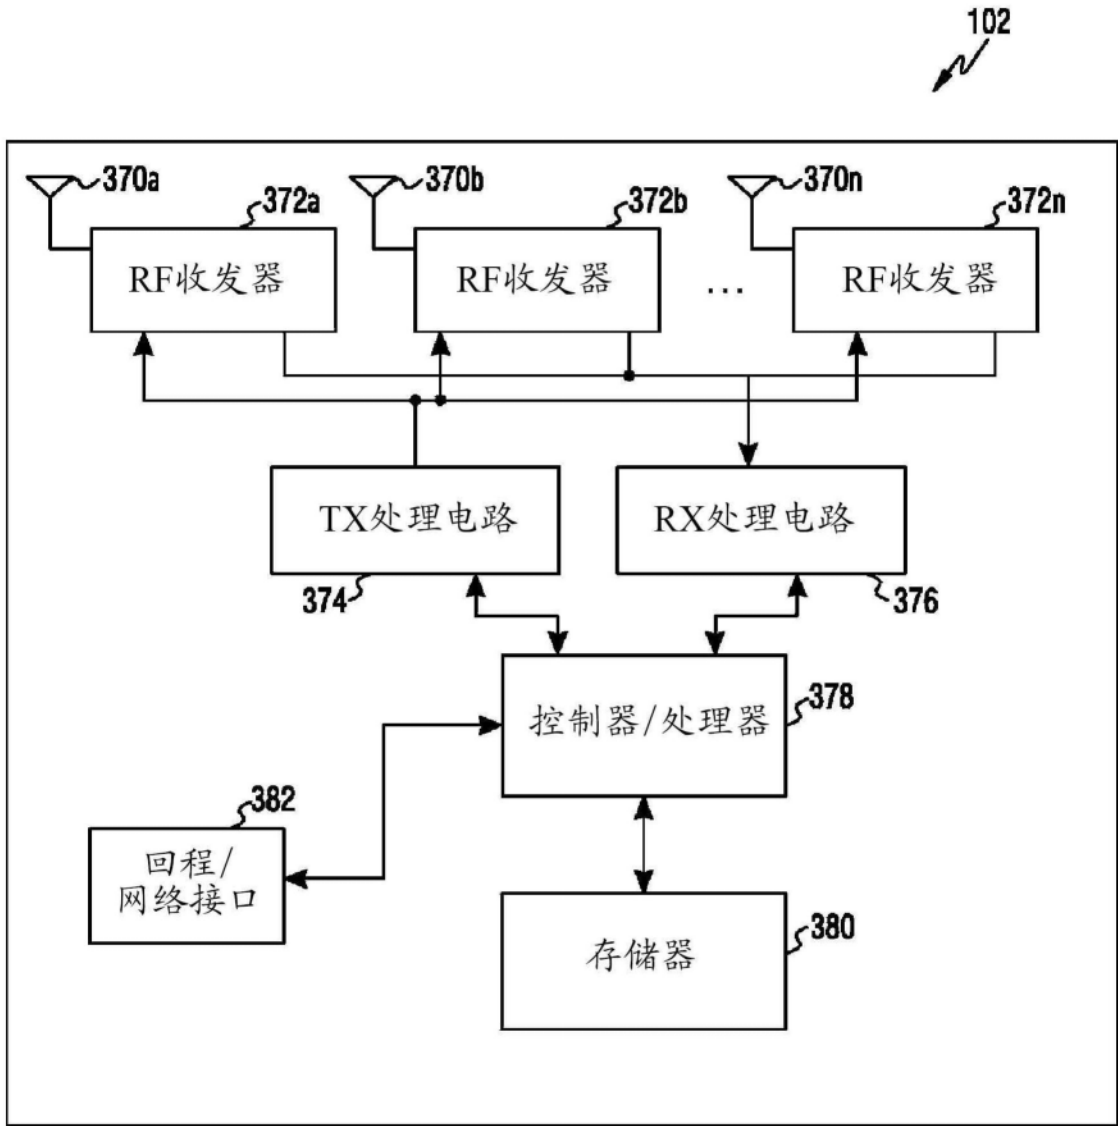 102
370a
370b
370n
372a
372b
372n
RF收发器
RF收发器
...
RF收发器
TX处理电路
RX处理电路
374
376
控制器/处理器
378
382
回程/
网络接口
存储器
380